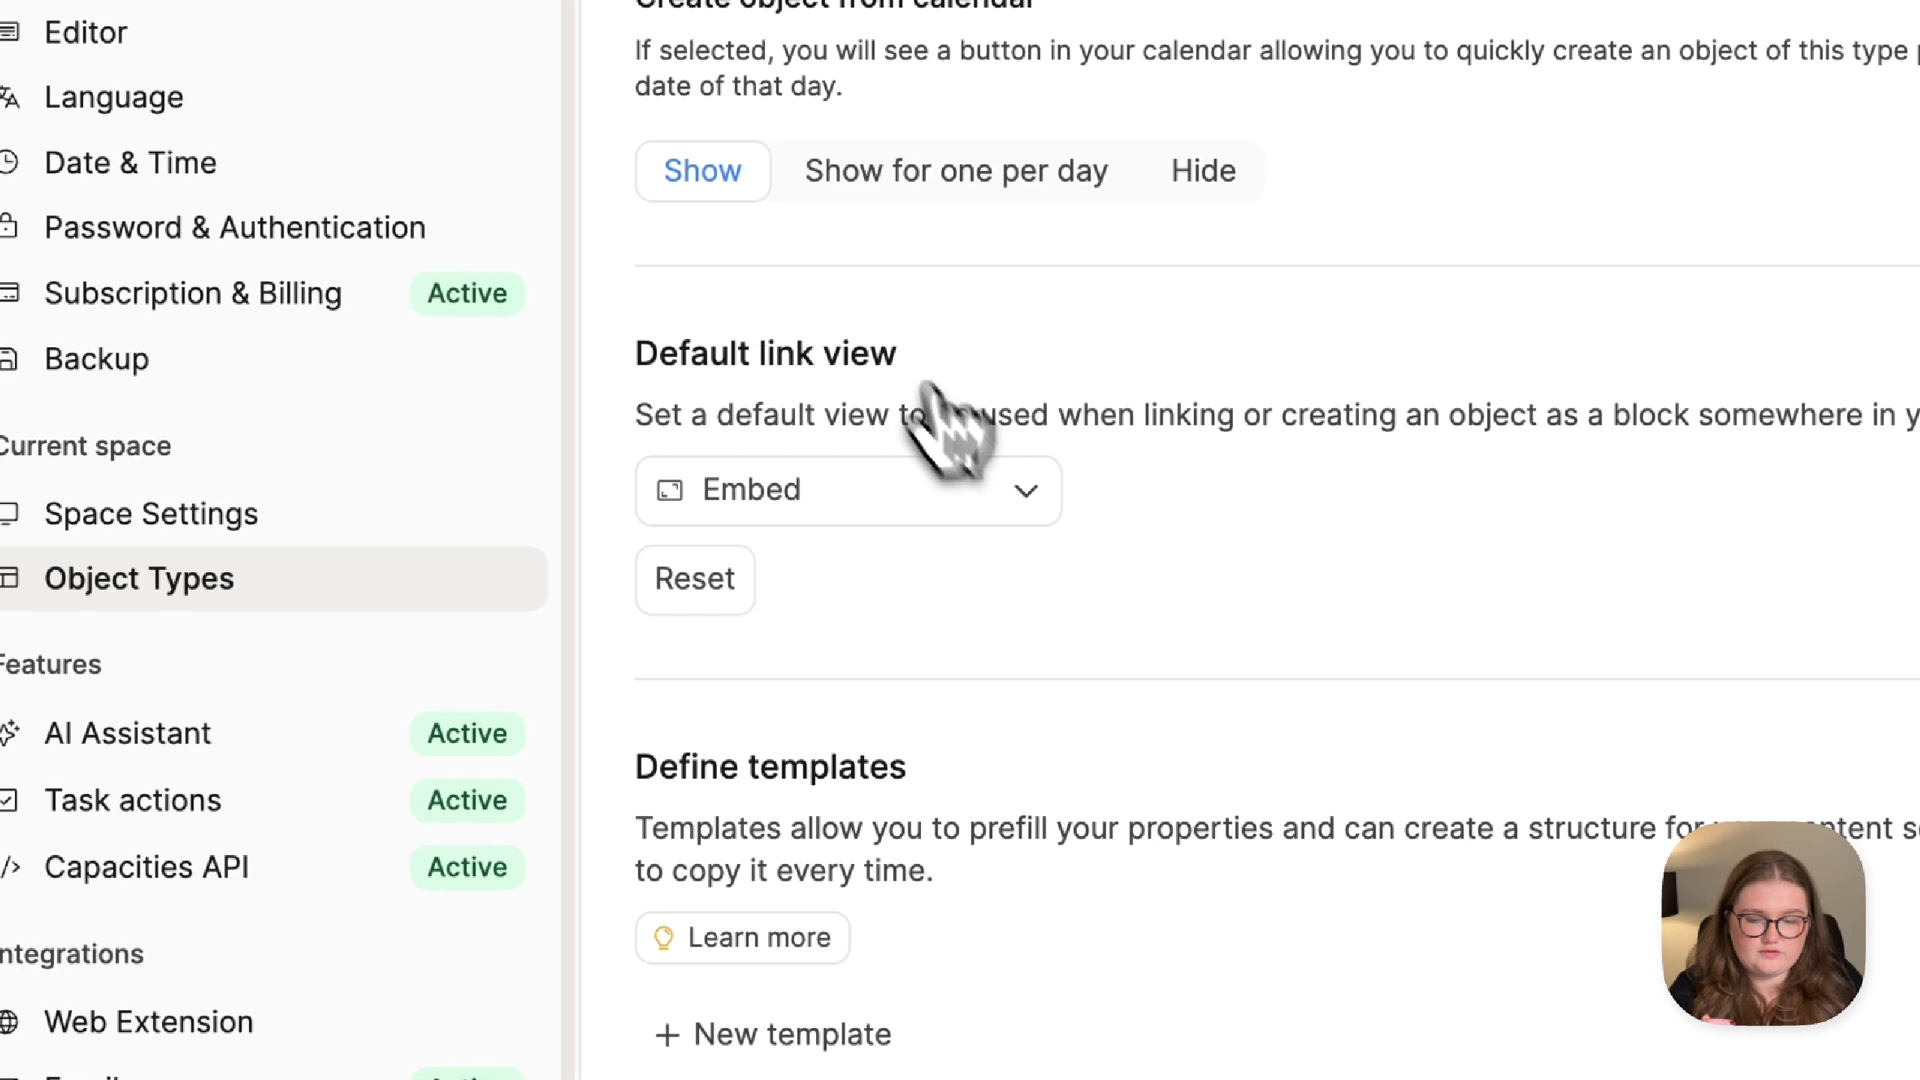 Editor
Language
Date & Time
Password & Authentication
Subscription & Billing Active
Backup
Current space
Space Settings
Object Types
Features
AI Assistant Active
Task actions Active
Capacities API Active
Integrations
Web Extension
Create object from calendar
If selected, you will see a button in your calendar allowing you to quickly create an object of this type
date of that day.
Show Show for one per day Hide
Default link view
Set a default view to used when linking or creating an object as a block somewhere in
Embed
Reset
Define templates
Templates allow you to prefill your properties and can create a structure for
to copy it every time.
Learn more
+ New template